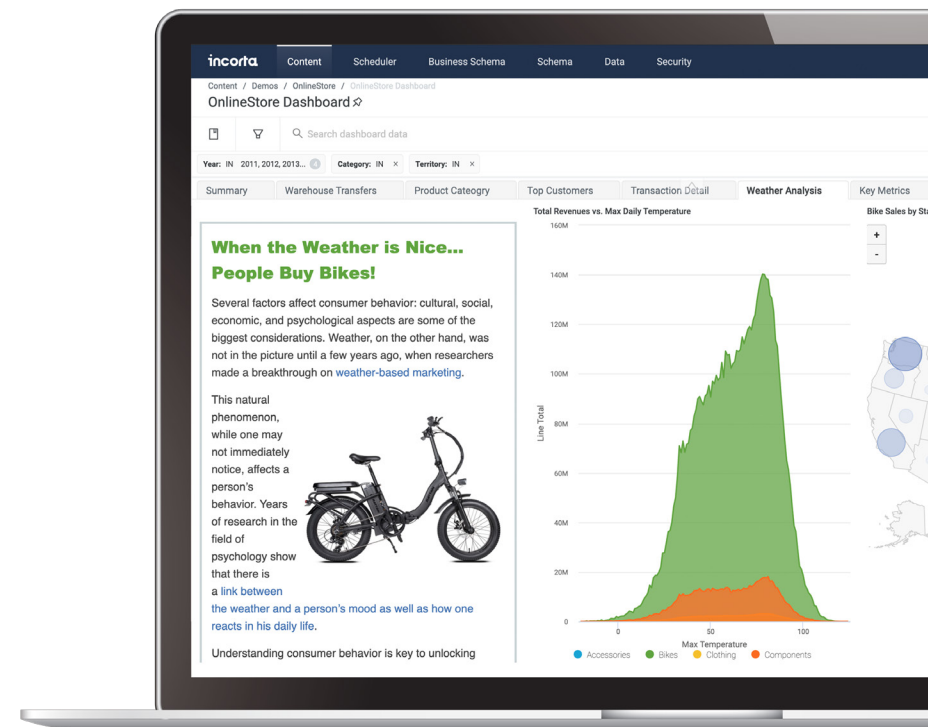 incorta
Content Scheduler Business Schema Schema Data Security
Content / Demos / OnlineStore / OnlineStore Dashboard
OnlineStore Dashboard
Search dashboard data
Year: IN 2011, 2012, 2013... Category: IN × Territory: IN ×
Summary Warehouse Transfers Product Cateogry Top Customers Transaction Detail Weather Analysis Key Metrics
When the Weather is Nice...
People Buy Bikes!
Several factors affect consumer behavior: cultural, social,
economic, and psychological aspects are some of the
biggest considerations. Weather, on the other hand, was
not in the picture until a few years ago, when researchers
made a breakthrough on weather-based marketing.
This natural
phenomenon,
while one may
not immediately
notice, affects a
person's
behavior. Years
of research in the
field of
psychology show
that there is
a link between
the weather and a person's mood as well as how one
reacts in his daily life.
Understanding consumer behavior is key to unlocking
Total Revenues vs. Max Daily Temperature
160M
140M
120M
100M
80M
60M
40M
20M
0
Line Total
0 50 100
Max Temperature
Accessories Bikes Clothing Components
Bike Sales by Sta
+
-